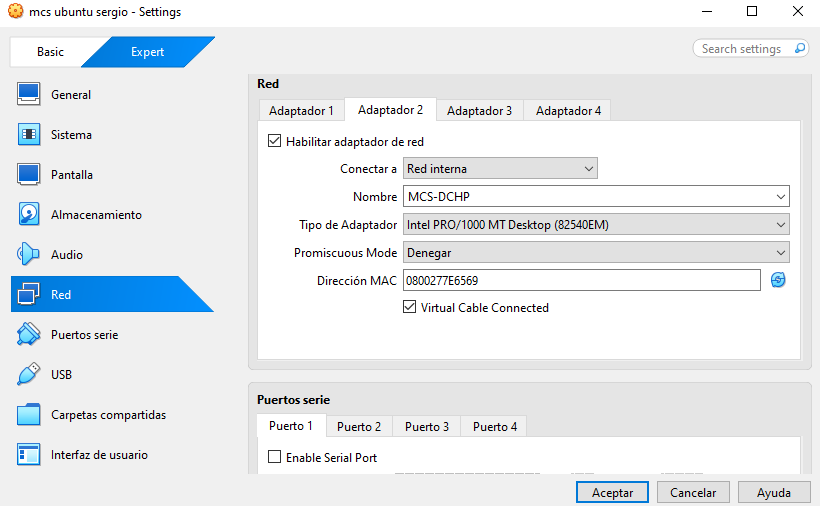 mcs ubuntu sergio - Settings
Basic
Expert
Search settings
General
Sistema
Pantalla
Almacenamiento
Audio
Red
Puertos serie
USB
Carpetas compartidas
Interfaz de usuario
Red
Adaptador 1
Adaptador 2
Adaptador 3
Adaptador 4
Habilitar adaptador de red
Conectar a Red interna
Nombre MCS-DCHP
Tipo de Adaptador Intel PRO/1000 MT Desktop (82540EM)
Promiscuous Mode Denegar
Dirección MAC 0800277E6569
Virtual Cable Connected
Puertos serie
Puerto 1
Puerto 2
Puerto 3
Puerto 4
Enable Serial Port
Aceptar
Cancelar
Ayuda